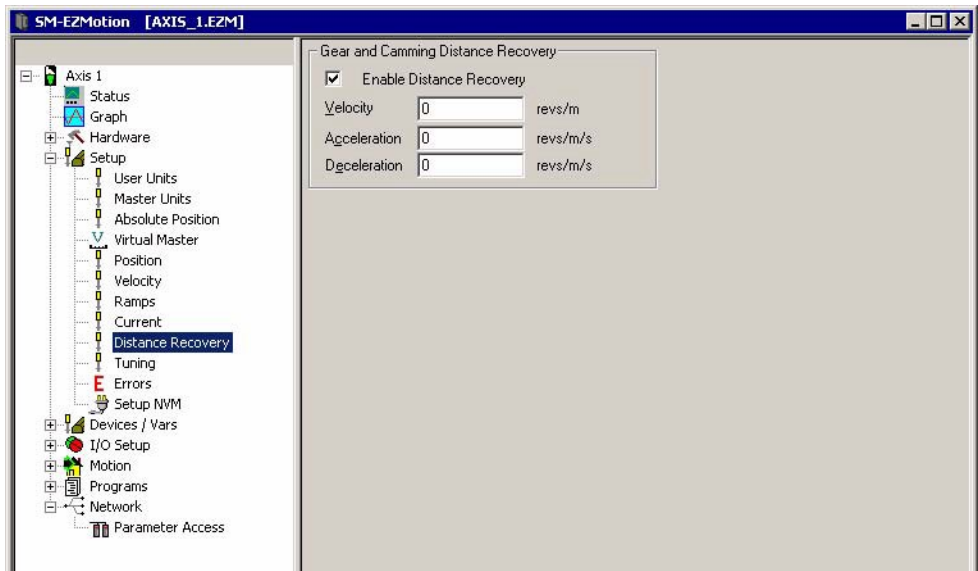 SM-EZMotion [AXIS_1.EZM]
Axis 1
Status
Graph
Hardware
Setup
User Units
Master Units
Absolute Position
Virtual Master
Position
Velocity
Ramps
Current
Distance Recovery
Tuning
E Errors
Setup NVM
Devices / Vars
I/O Setup
Motion
Programs
Network
Parameter Access
Gear and Camming Distance Recovery
Enable Distance Recovery
Velocity 0 revs/m
Acceleration 0 revs/m/s
Deceleration 0 revs/m/s